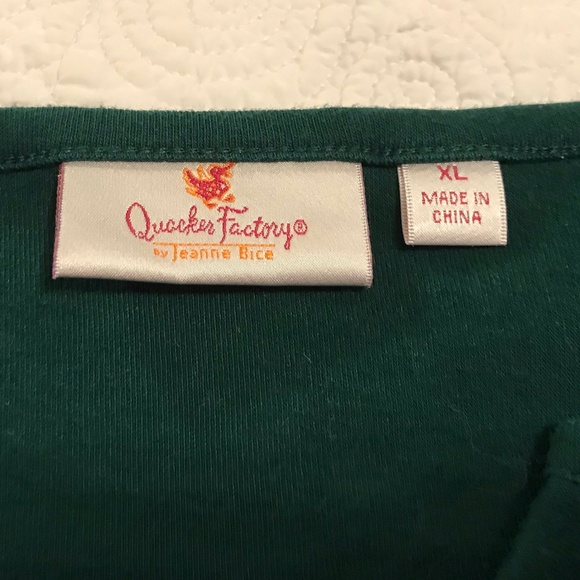 Quacker Factory®
by Jeanne Bice
XL
MADE IN
CHINA